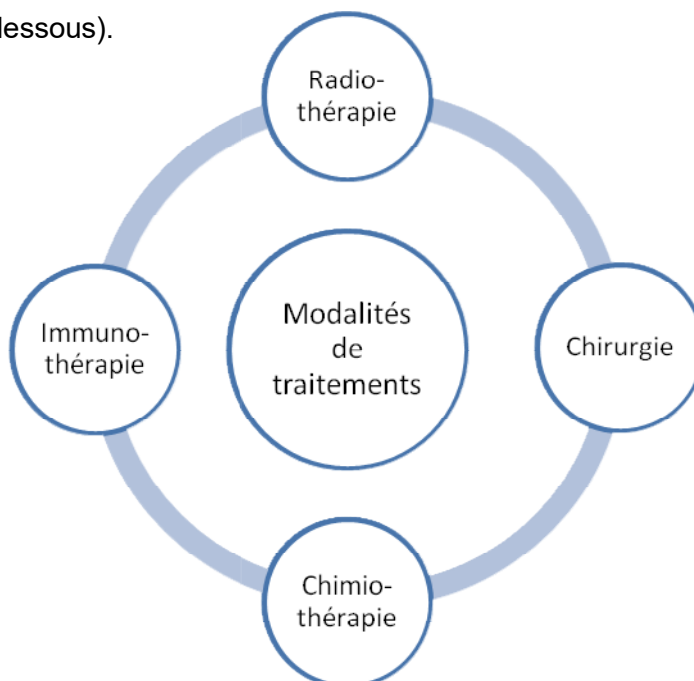 dessous).
Radio-
thérapie
Immuno-
thérapie
Modalités
de
traitements
Chirurgie
Chimio-
thérapie